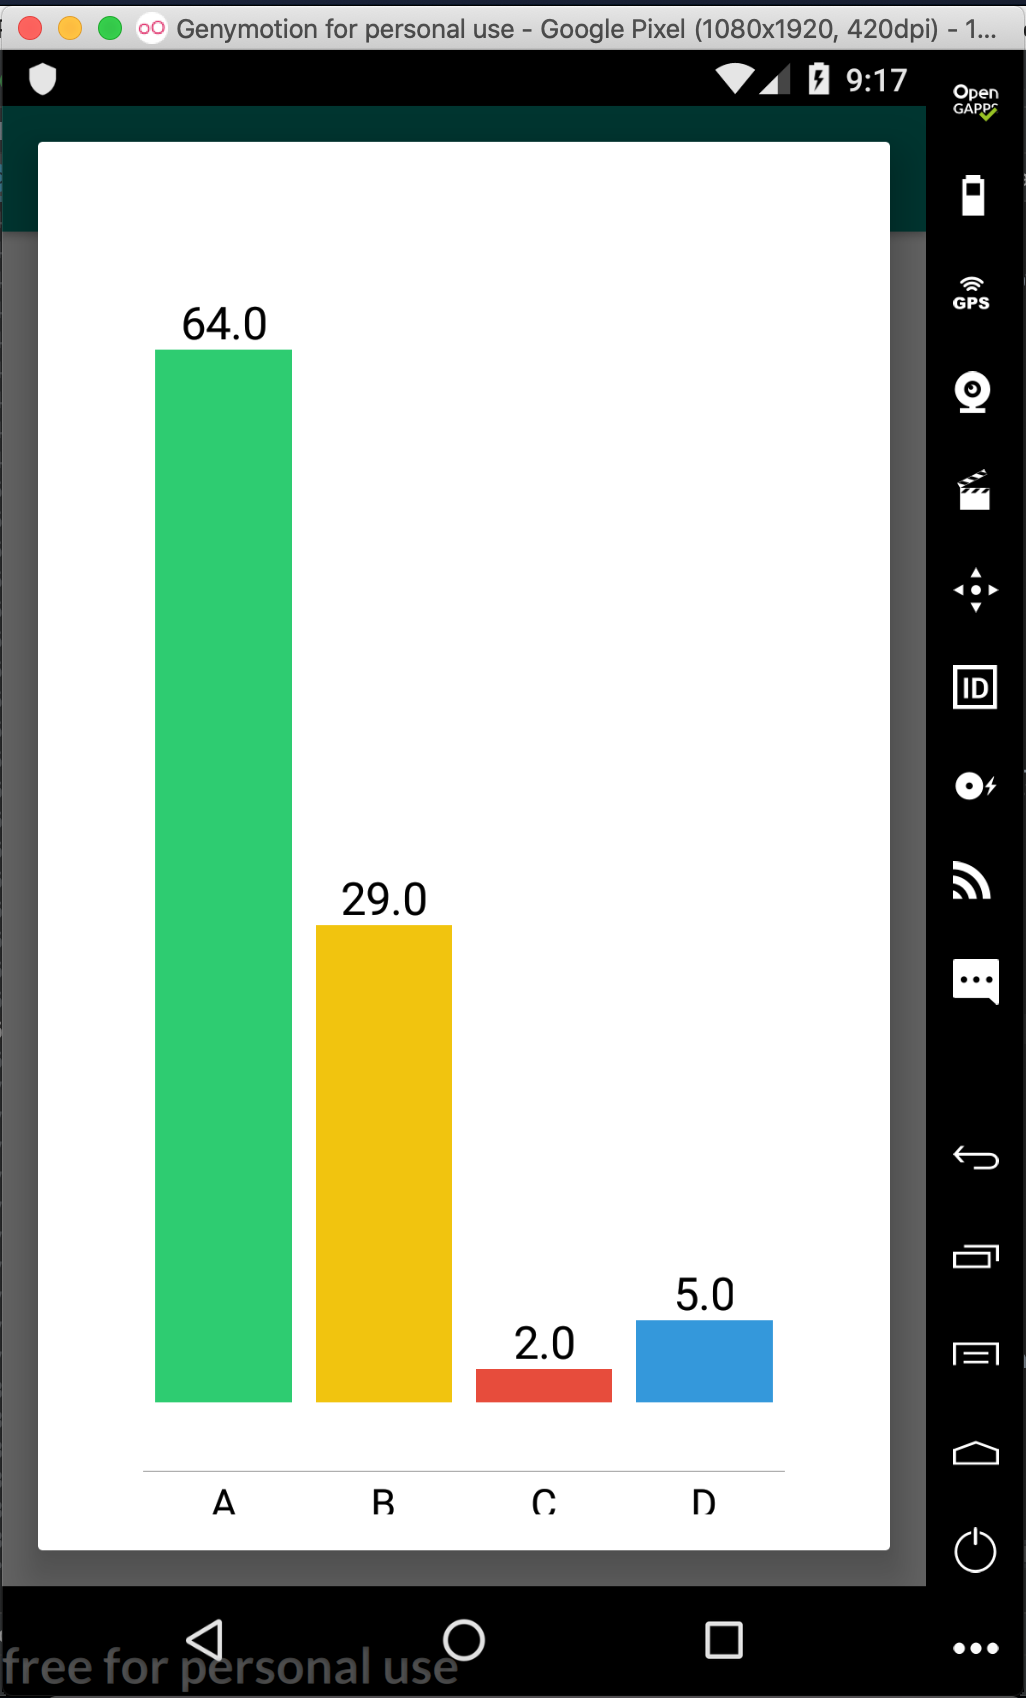 Genymotion for personal use - Google Pixel (1080x1920, 420dpi) - 1...
9:17
Open
GAPPS
GPS
64.0
ID
29.0
5.0
2.0
A B C D
free for personal use